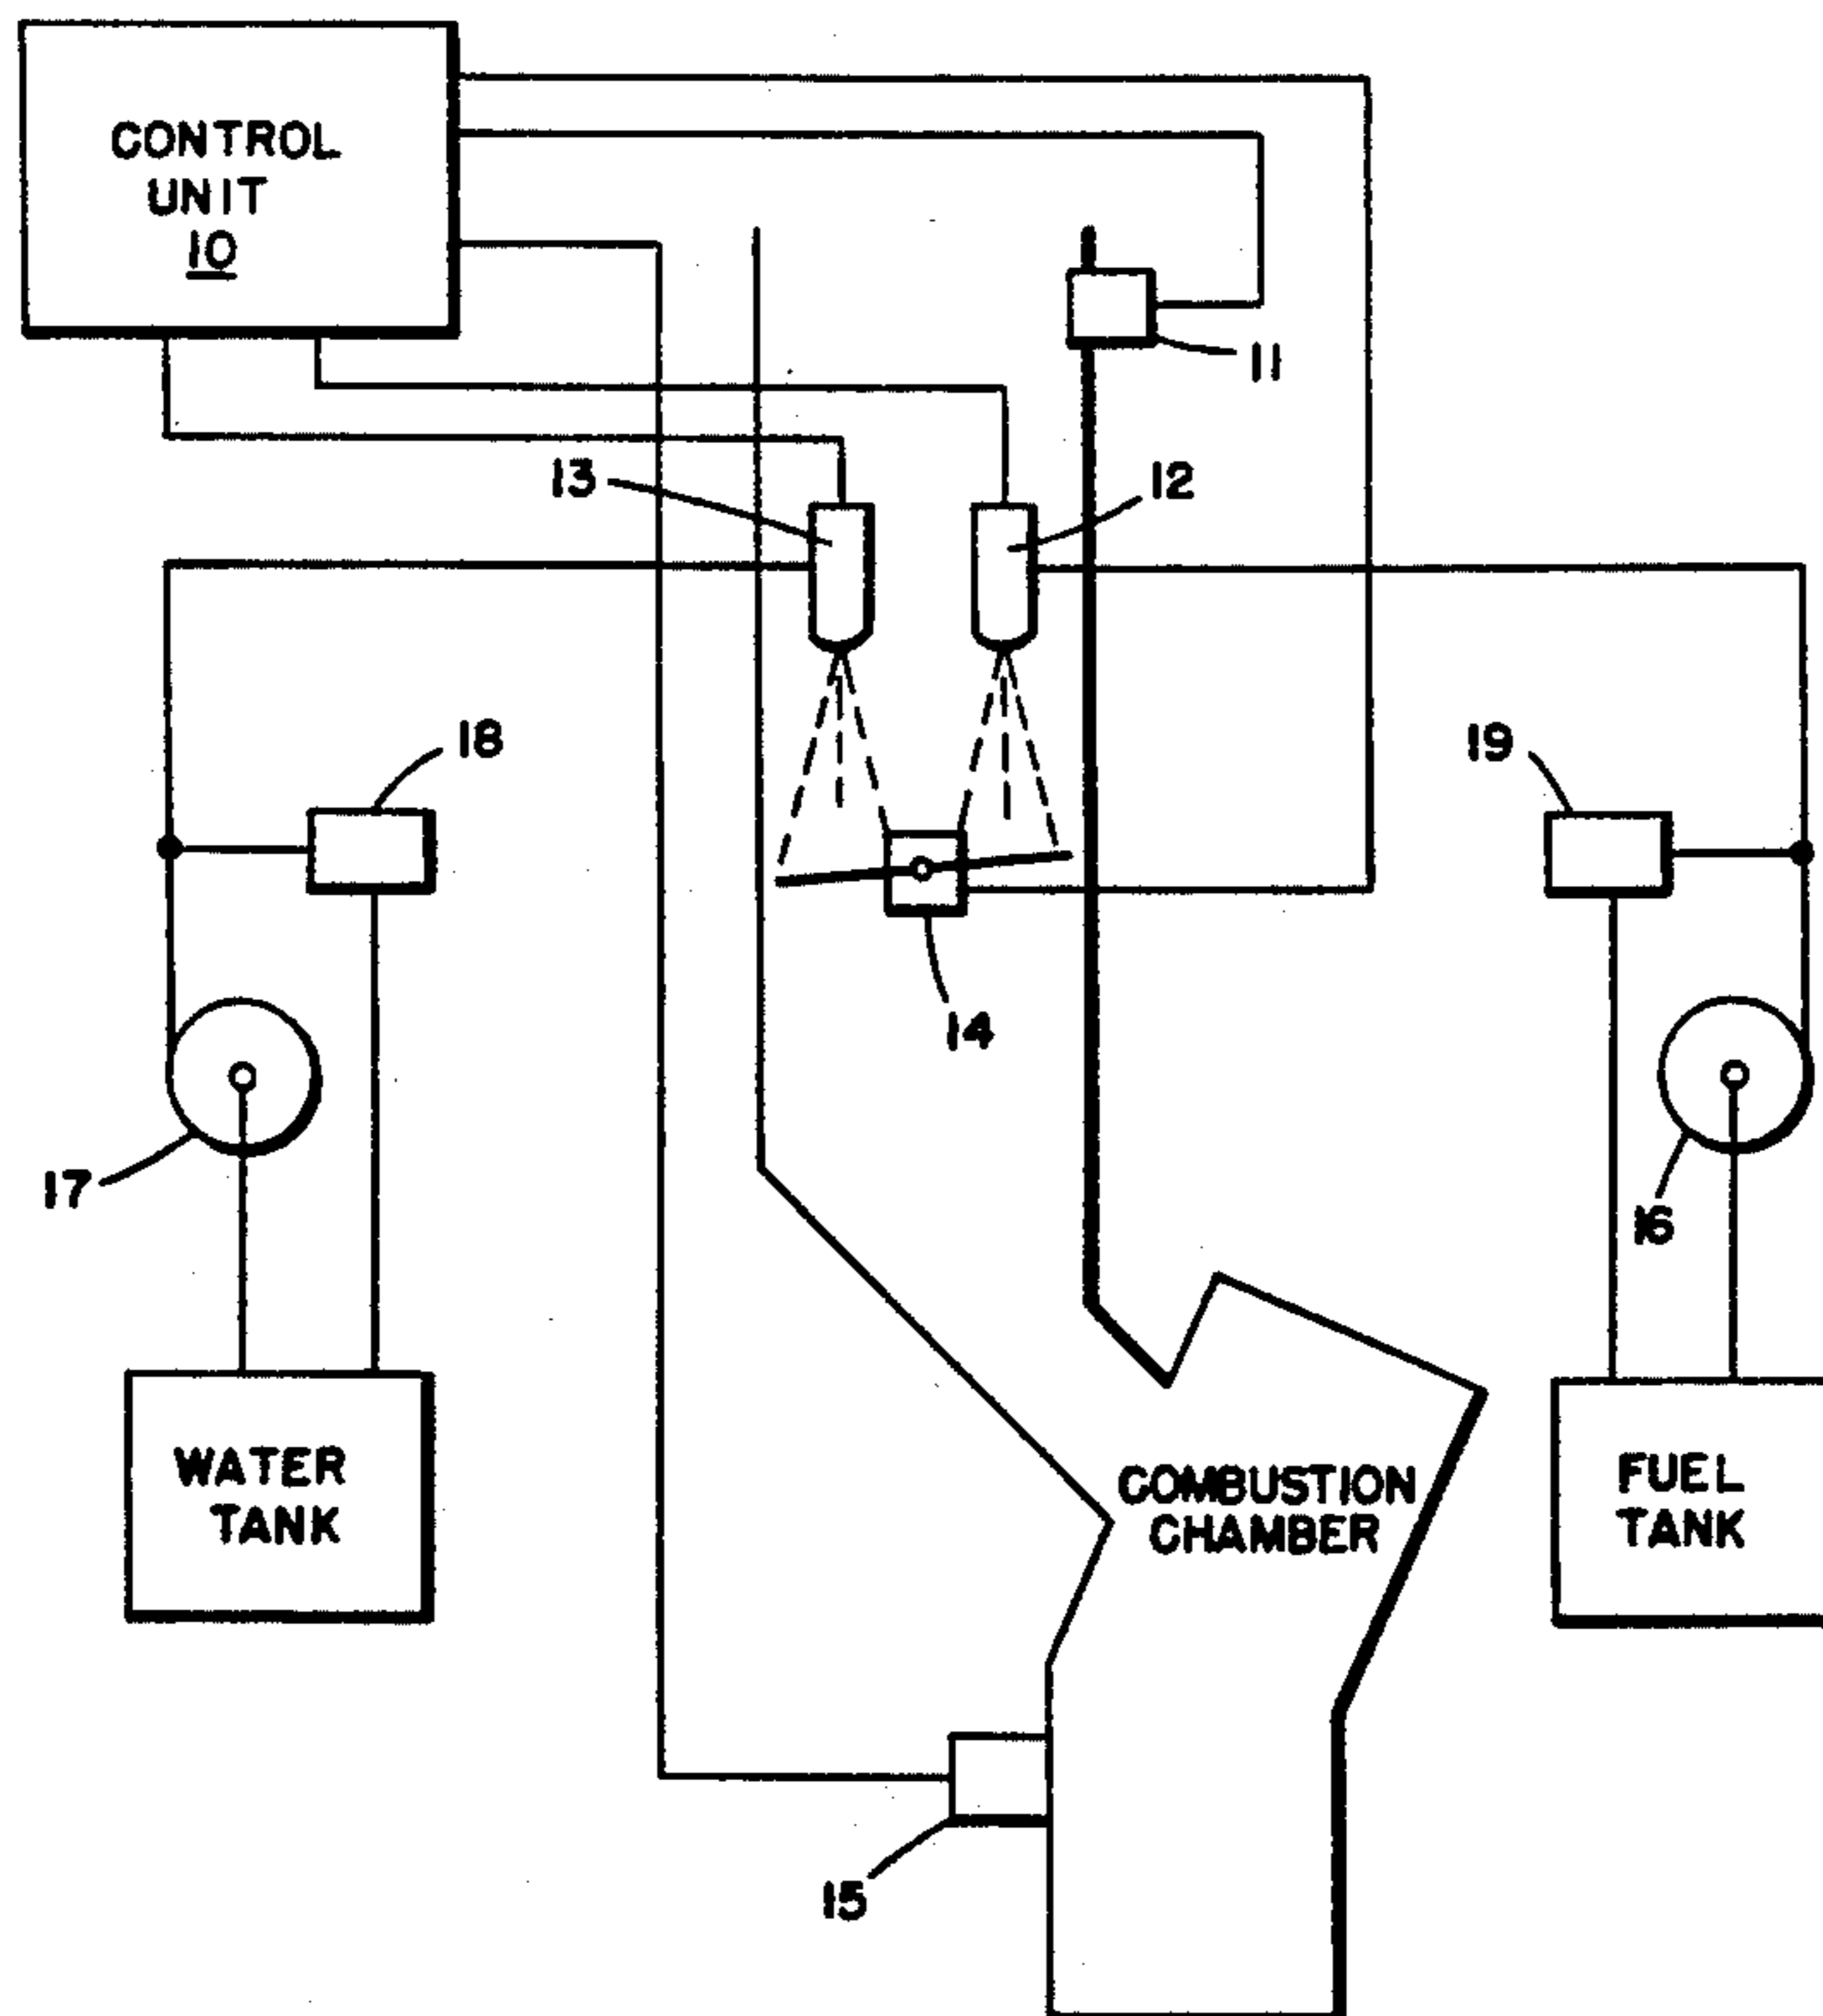 CONTROL
UNIT
10
11
13
12
18
19
14
17
16
WATER
TANK
COMBUSTION
CHAMBER
FUEL
TANK
15